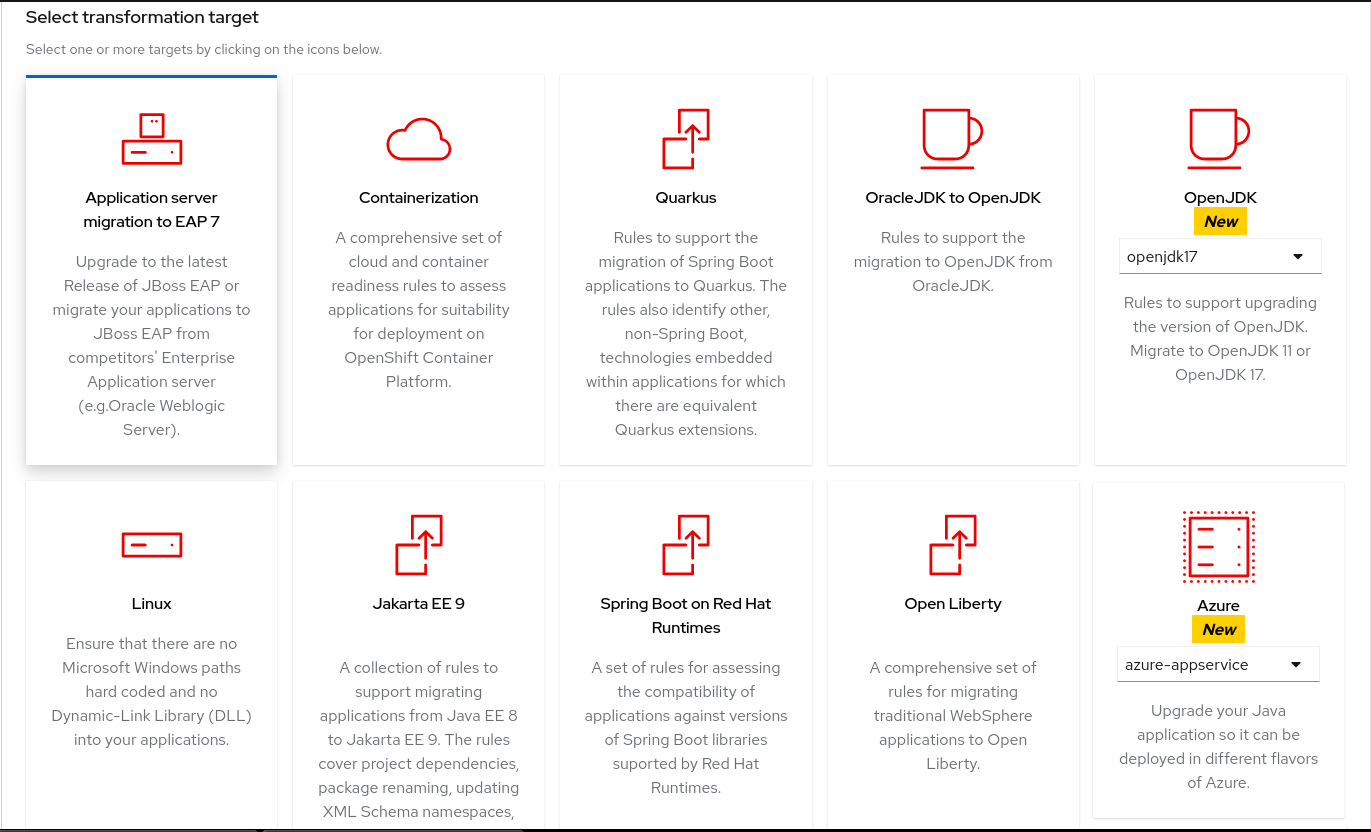 Select transformation target
Select one or more targets by clicking on the icons below.
Application server
migration to EAP 7
Upgrade to the latest
Release of JBoss EAP or
migrate your applications to
JBoss EAP from
competitors' Enterprise
Application server
(e.g.Oracle Weblogic
Server).
Containerization
A comprehensive set of
cloud and container
readiness rules to assess
applications for suitability
for deployment on
OpenShift Container
Platform.
Quarkus
Rules to support the
migration of Spring Boot
applications to Quarkus. The
rules also identify other,
non-Spring Boot,
technologies embedded
within applications for which
there are equivalent
Quarkus extensions.
OracleJDK to OpenJDK
Rules to support the
migration to OpenJDK from
OracleJDK.
OpenJDK
New
openjdk17
Rules to support upgrading
the version of OpenJDK.
Migrate to OpenJDK 11 or
OpenJDK 17.
Linux
Ensure that there are no
Microsoft Windows paths
hard coded and no
Dynamic-Link Library (DLL)
into your applications.
Jakarta EE 9
A collection of rules to
support migrating
applications from Java EE 8
to Jakarta EE 9. The rules
cover project dependencies,
package renaming, updating
XML Schema namespaces,
Spring Boot on Red Hat
Runtimes
A set of rules for assessing
the compatibility of
applications against versions
of Spring Boot libraries
suported by Red Hat
Runtimes.
Open Liberty
A comprehensive set of
rules for migrating
traditional WebSphere
applications to Open
Liberty.
Azure
New
azure-appservice
Upgrade your Java
application so it can be
deployed in different flavors
of Azure.